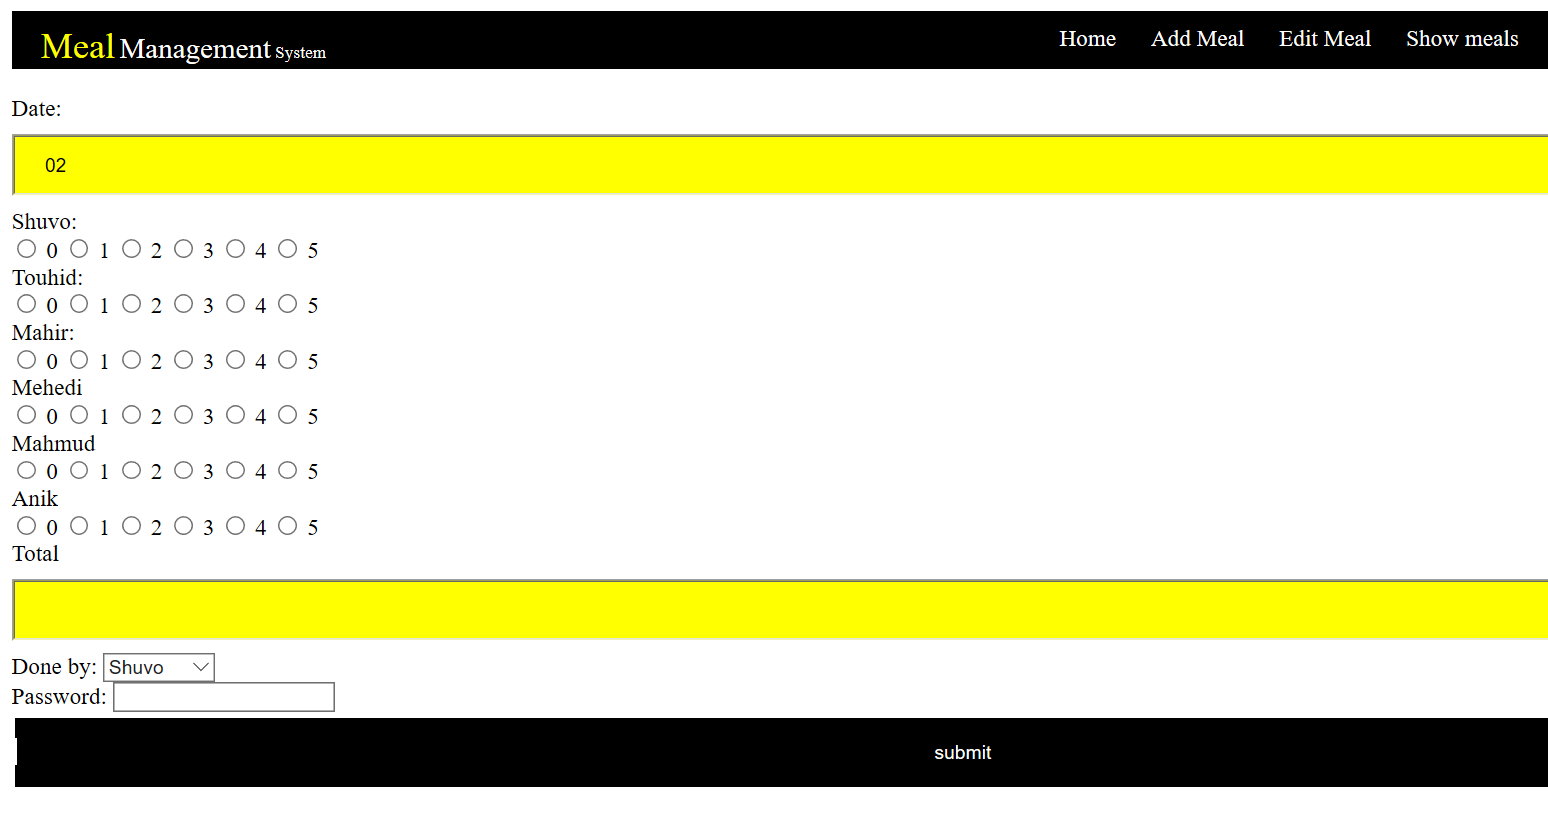 Meal Management System Home Add Meal Edit Meal Show meals
Date:
02
Shuvo:
0 1 2 3 4 5
Touhid:
0 1 2 3 4 5
Mahir:
0 1 2 3 4 5
Mehedi
0 1 2 3 4 5
Mahmud
0 1 2 3 4 5
Anik
0 1 2 3 4 5
Total
Done by: Shuvo
Password:
submit